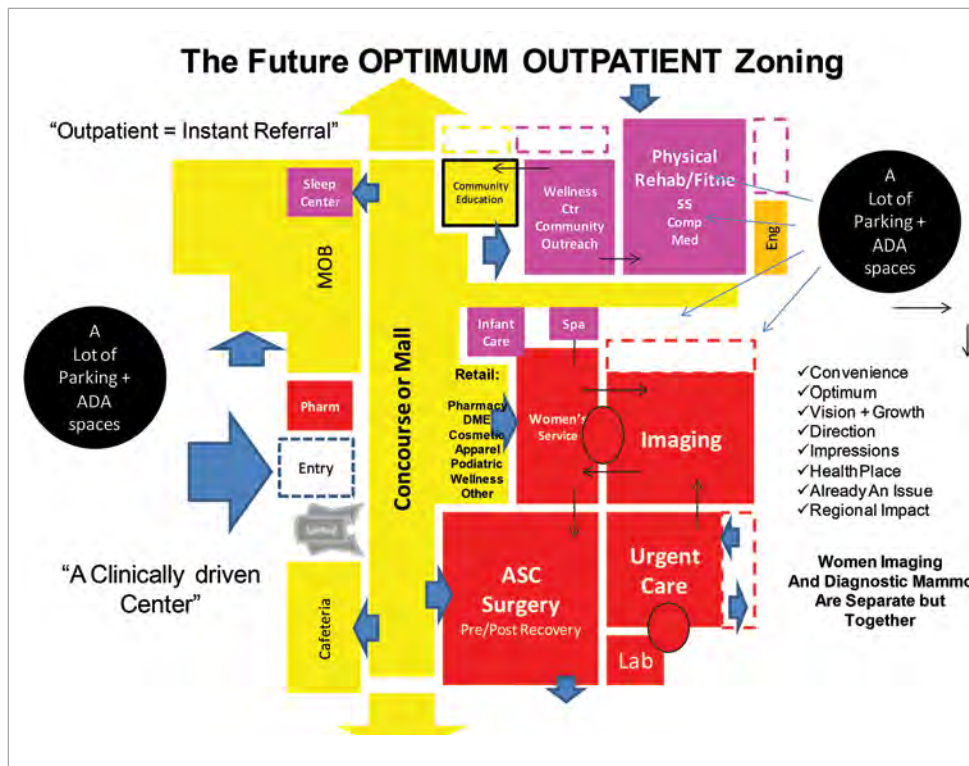 The Future OPTIMUM OUTPATIENT Zoning
“Outpatient = Instant Referral”
Sleep
Center
MOB
Community
Education
Wellness
Ctr
Community
Outreach
Physical
Rehab/Fitne
ss
Comp
Med
Eng
A
Lot of
Parking +
ADA
spaces
A
Lot of
Parking +
ADA
spaces
Concourse or Mall
Infant
Care
Spa
Retail:
Pharmacy
DME
Cosmetic
Apparel
Podiatric
Wellness
Other
Women's
Service
Imaging
Pharm
Entry
“A Clinically driven
Center”
Cafeteria
ASC
Surgery
Pre/Post Recovery
Urgent
Care
Lab
✓Convenience
✓Optimum
✓Vision + Growth
✓Direction
✓Impressions
✓HealthPlace
✓Already An Issue
✓Regional Impact
Women Imaging
And Diagnostic Mammo
Are Separate but
Together